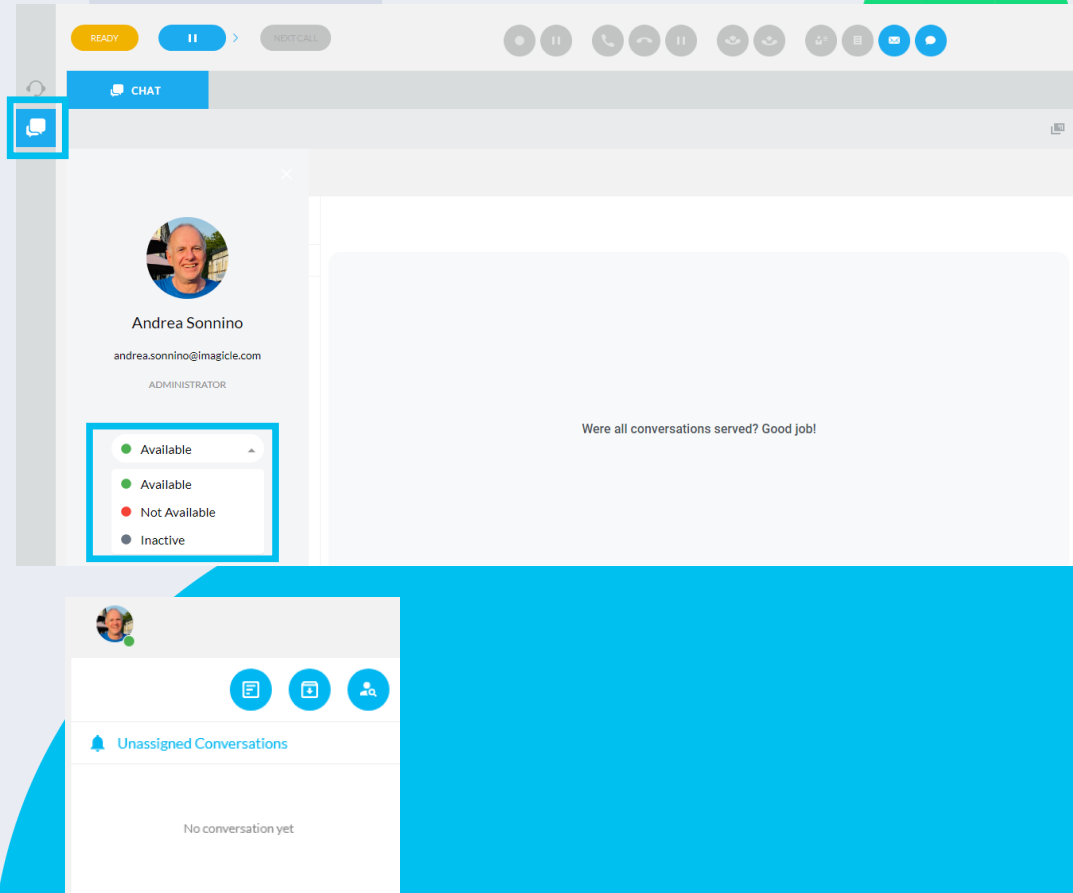 READY
NEXT CALL
CHAT
Andrea Sonnino
andrea.sonnino@imagicle.com
ADMINISTRATOR
Available
Available
Not Available
Inactive
Were all conversations served? Good job!
Unassigned Conversations
No conversation yet